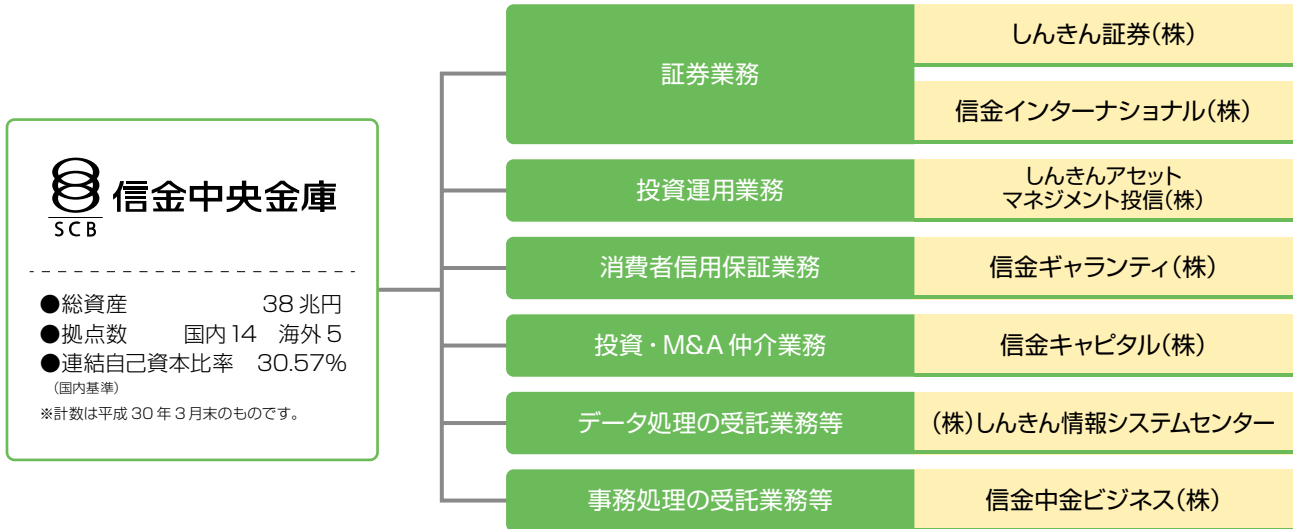 信金中央金庫
SCB
●総資産 38兆円
●拠点数 国内14 海外5
●連結自己資本比率 30.57%
(国内基準)
※計数は平成30年3月末のものです。
証券業務
しんきん証券(株)
信金インターナショナル(株)
投資運用業務
しんきんアセット
マネジメント投信(株)
消費者信用保証業務
信金ギャランティ(株)
投資・M&A仲介業務
信金キャピタル(株)
データ処理の受託業務等
(株)しんきん情報システムセンター
事務処理の受託業務等
信金中金ビジネス(株)